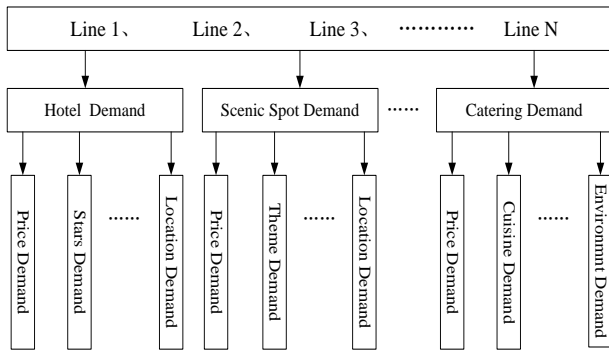 Line 1、 Line 2、 Line 3、 ………… Line N
Hotel Demand Scenic Spot Demand …… Catering Demand
Price Demand
Stars Demand
……
Location Demand
Price Demand
Theme Demand
……
Location Demand
Price Demand
Cuisine Demand
……
Environmnt Demand